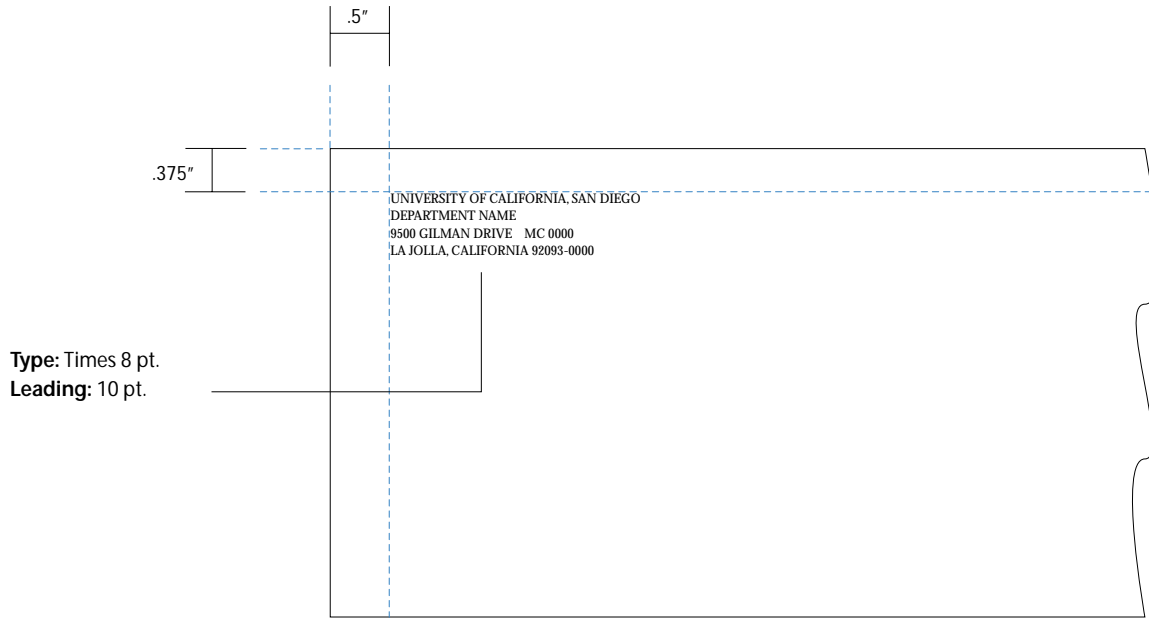 .5″
.375″
UNIVERSITY OF CALIFORNIA, SAN DIEGO
DEPARTMENT NAME
9500 GILMAN DRIVE MC 0000
LA JOLLA, CALIFORNIA 92093-0000
Type: Times 8 pt.
Leading: 10 pt.